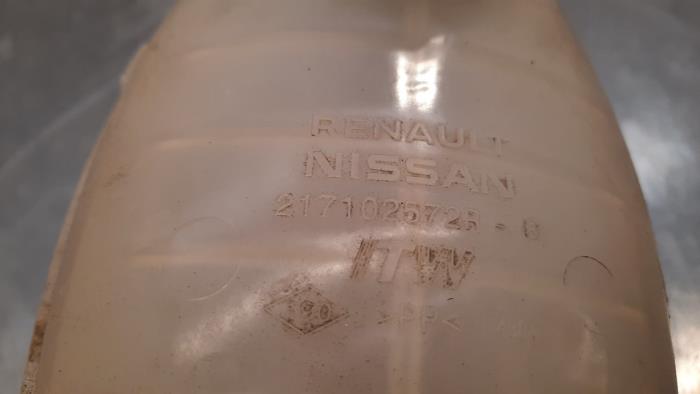 RENAULT
NISSAN
217102572R - B
ITW
>PP<